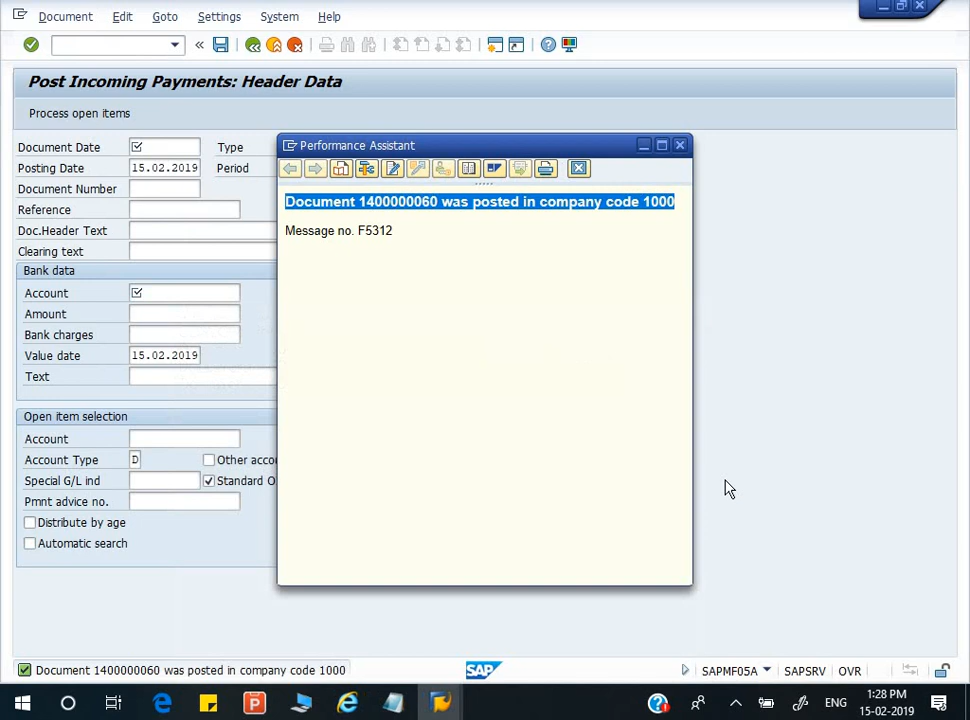 Document Edit Goto Settings System Help
Post Incoming Payments: Header Data
Process open items
Document Date Type
Posting Date 15.02.2019 Period
Document Number
Reference
Doc.Header Text
Clearing text
Bank data
Account
Amount
Bank charges
Value date 15.02.2019
Text
Open item selection
Account
Account Type D Other accou
Special G/L ind Standard O
Pmnt advice no.
Distribute by age
Automatic search
Performance Assistant
Document 1400000060 was posted in company code 1000
Message no. F5312
Document 1400000060 was posted in company code 1000 SAP SAPMF05A SAPSRV OVR
ENG 1:28 PM
15-02-2019